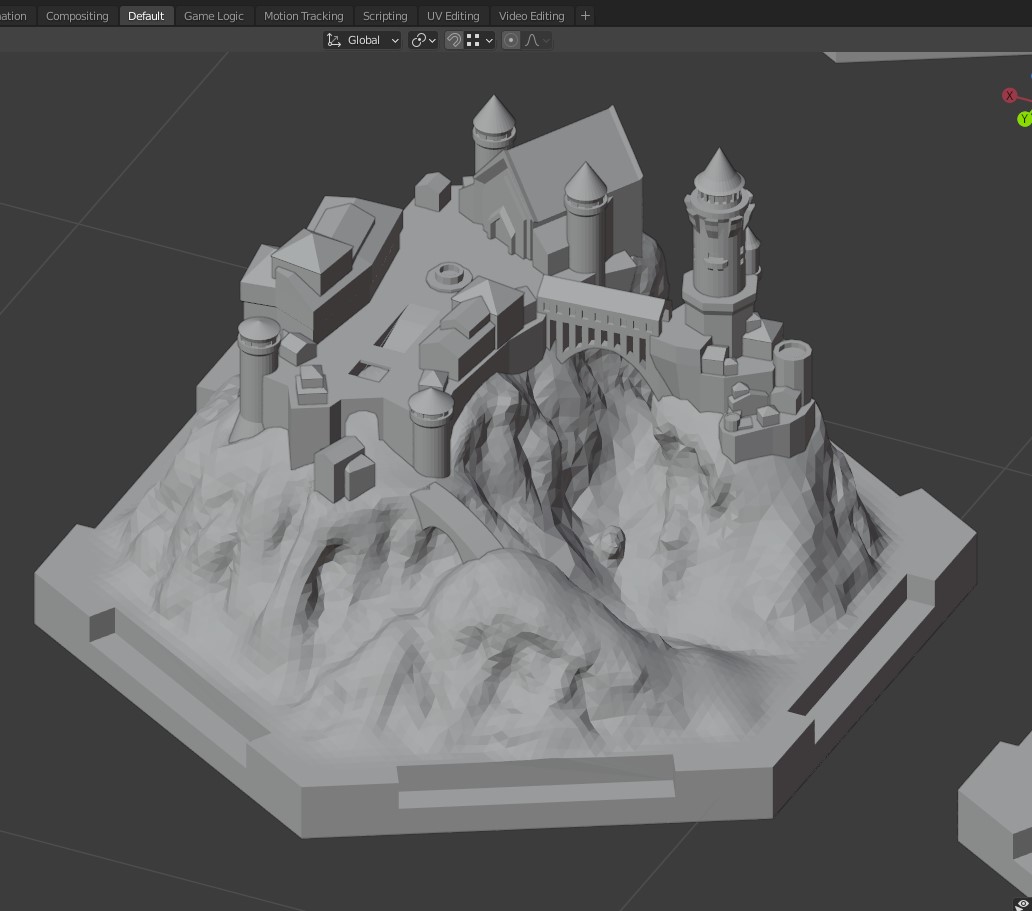 ation Compositing Default Game Logic Motion Tracking Scripting UV Editing Video Editing +
Global
X
Y